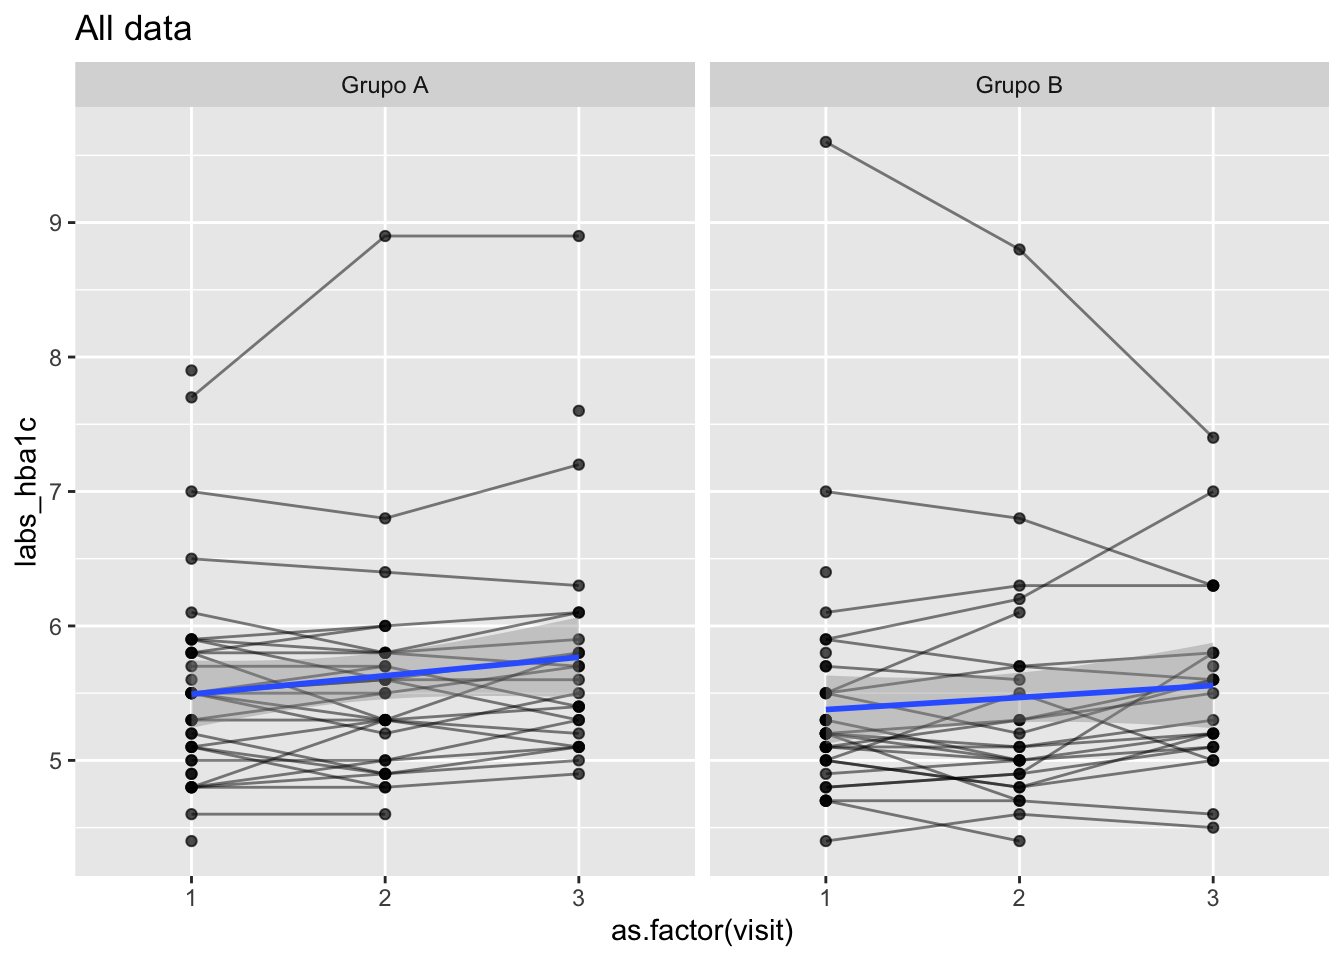 All data
Grupo A
Grupo B
9
8
7
6
5
labs_hba1c
1 2 3
1 2 3
as.factor(visit)